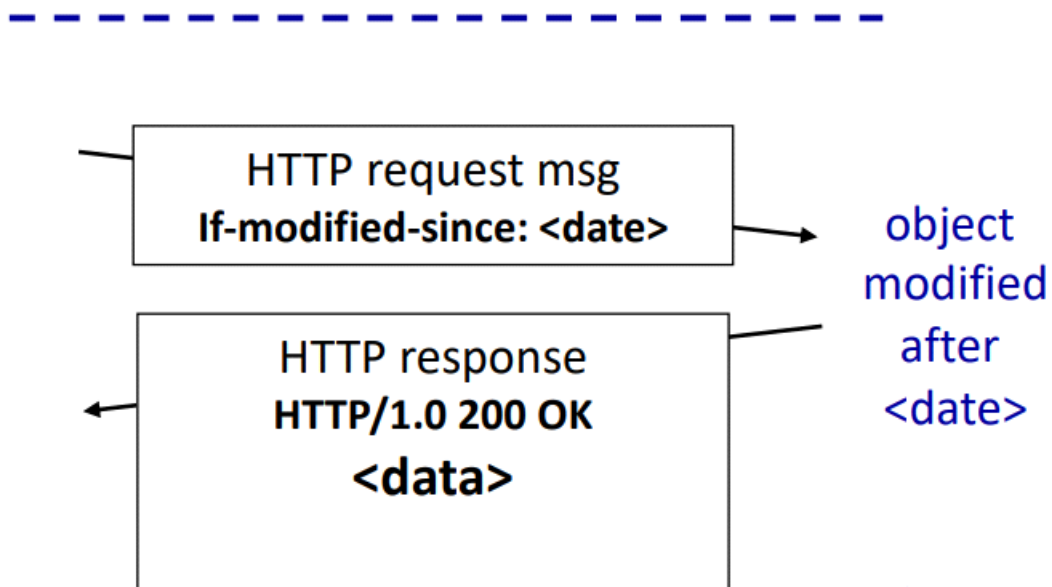 HTTP request msg
If-modified-since: <date>
object
modified
after
<date>
HTTP response
HTTP/1.0 200 OK
<data>